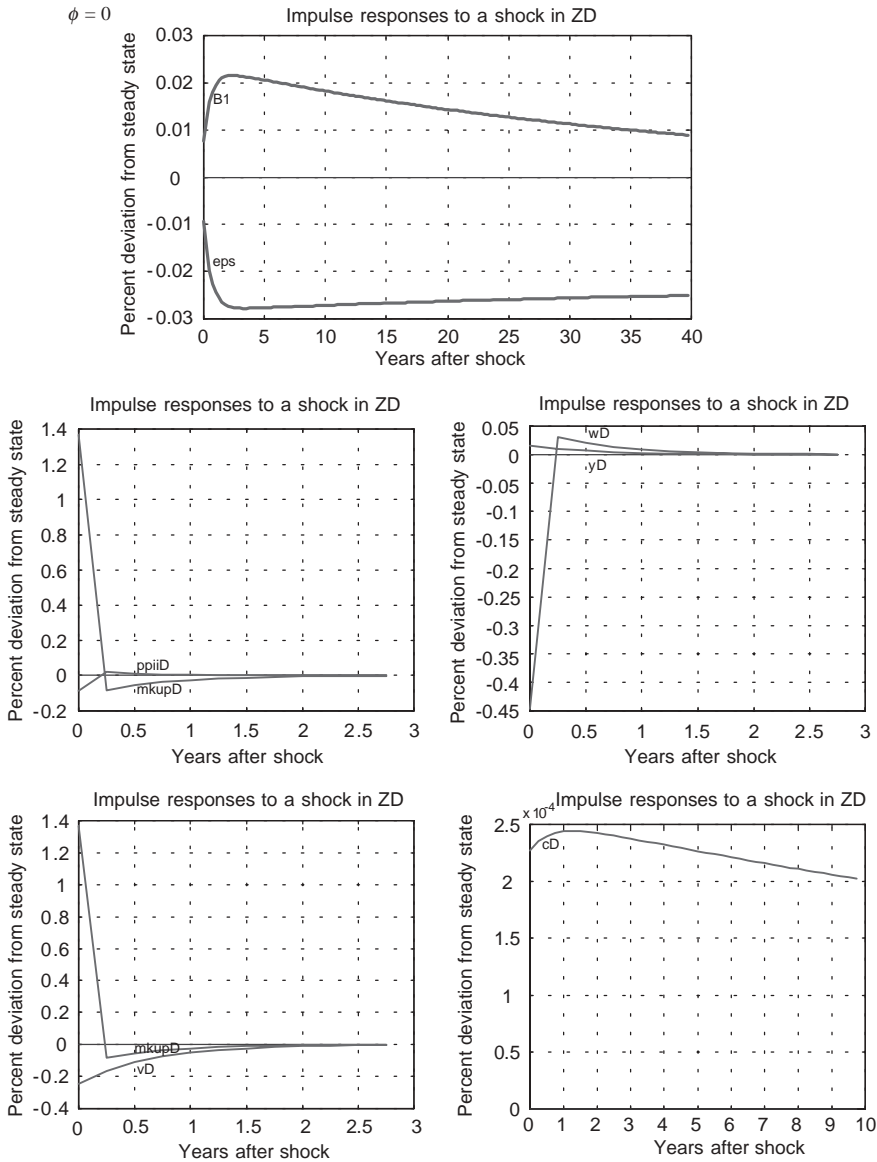 ϕ = 0
Impulse responses to a shock in ZD
Percent deviation from steady state
0.03
0.02
0.01
0
-0.01
-0.02
-0.03
B1
eps
0 5 10 15 20 25 30 35 40
Years after shock
Impulse responses to a shock in ZD
Percent deviation from steady state
1.4
1.2
1
0.8
0.6
0.4
0.2
0
-0.2
ppiiD
mkupD
0 0.5 1 1.5 2 2.5 3
Years after shock
Impulse responses to a shock in ZD
Percent deviation from steady state
0.05
0
-0.05
-0.1
-0.15
-0.2
-0.25
-0.3
-0.35
-0.4
-0.45
wD
yD
0 0.5 1 1.5 2 2.5 3
Years after shock
Impulse responses to a shock in ZD
Percent deviation from steady state
1.4
1.2
1
0.8
0.6
0.4
0.2
0
-0.2
-0.4
mkupD
vD
0 0.5 1 1.5 2 2.5 3
Years after shock
Impulse responses to a shock in ZD
x 10⁻⁴
Percent deviation from steady state
2.5
2
1.5
1
0.5
0
cD
0 1 2 3 4 5 6 7 8 9 10
Years after shock